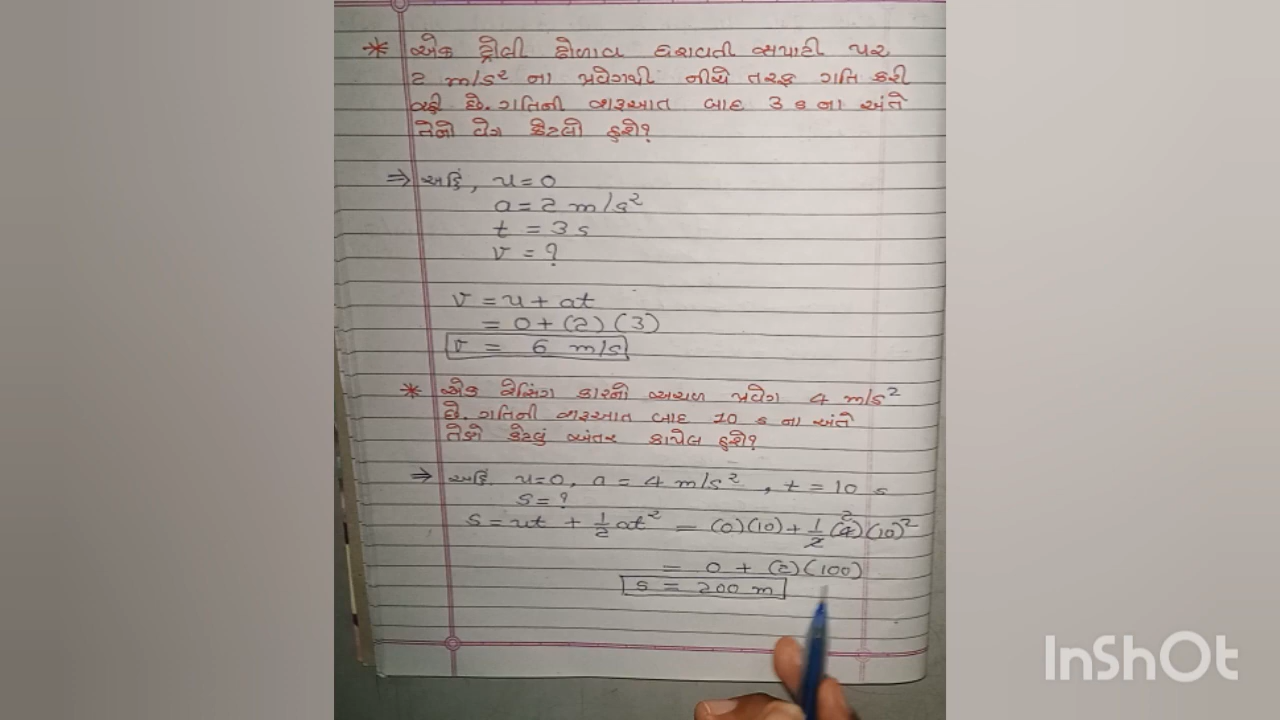 * એક ટ્રોલી ઢોળાવ ધરાવતી સપાટી પર
2 m/s² ના પ્રવેગથી નીચે તરફ ગતિ કરી
રહી છે. ગતિની શરૂઆત બાદ 3 s ના અંતે
તેનો વેગ કેટલો હશે?
⇒ અહિં, u = 0
a = 2 m/s²
t = 3 s
v = ?
v = u + at
= 0 + (2) (3)
v = 6 m/s
* એક રેસિંગ કારનો અચળ પ્રવેગ 4 m/s²
છે. ગતિની શરૂઆત બાદ 10 s ના અંતે
તેણે કેટલું અંતર કાપેલ હશે?
⇒ અહિં u=0, a = 4 m/s², t = 10 s
s = ?
s = ut + 1/2 at² = (0)(10) + 1/2 (4)(10)²
= 0 + (2)(100)
s = 200 m
InShOt